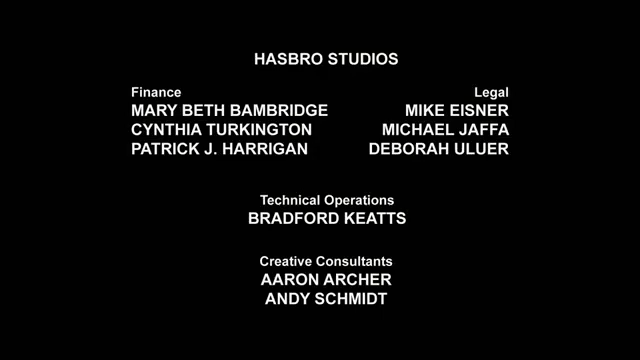 HASBRO STUDIOS
Finance
MARY BETH BAMBRIDGE
CYNTHIA TURKINGTON
PATRICK J. HARRIGAN
Legal
MIKE EISNER
MICHAEL JAFFA
DEBORAH ULUER
Technical Operations
BRADFORD KEATTS
Creative Consultants
AARON ARCHER
ANDY SCHMIDT